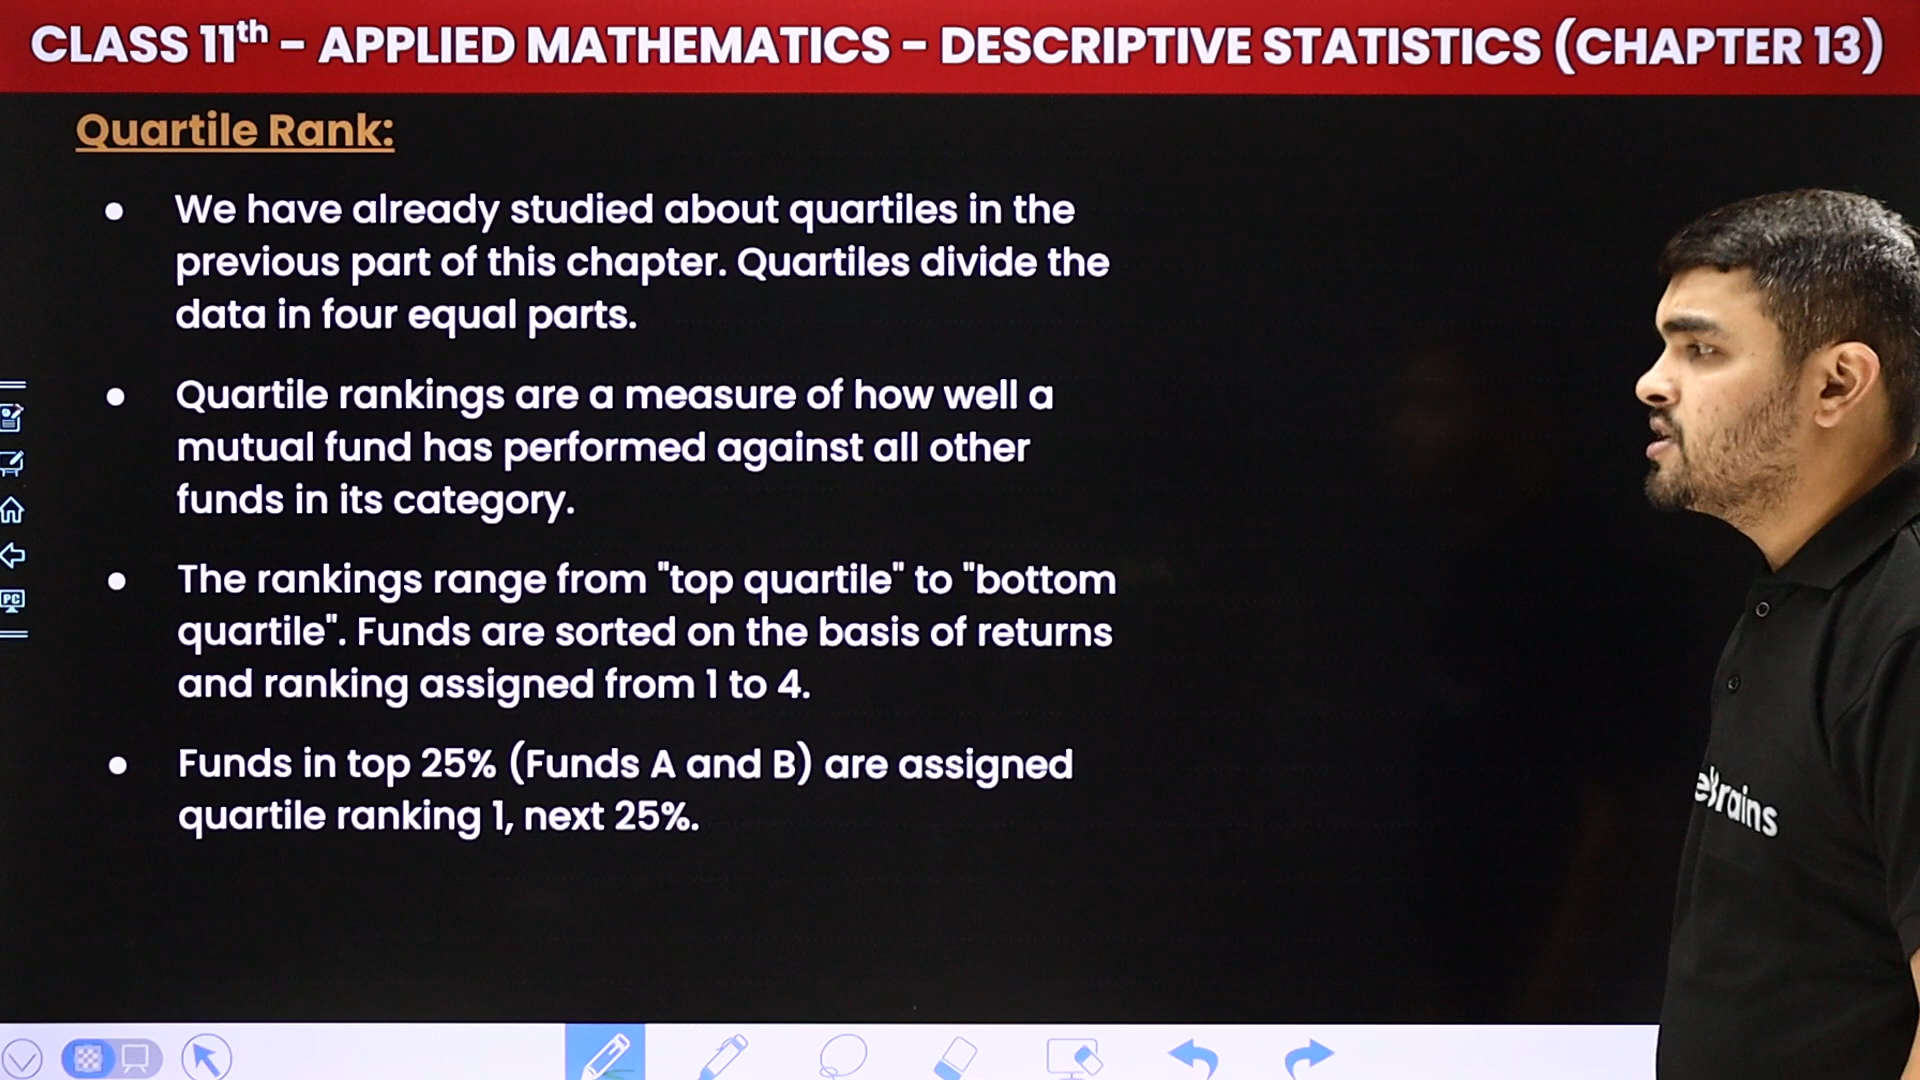 CLASS 11th - APPLIED MATHEMATICS - DESCRIPTIVE STATISTICS (CHAPTER 13)
Quartile Rank:
● We have already studied about quartiles in the
previous part of this chapter. Quartiles divide the
data in four equal parts.
● Quartile rankings are a measure of how well a
mutual fund has performed against all other
funds in its category.
● The rankings range from "top quartile" to "bottom
quartile". Funds are sorted on the basis of returns
and ranking assigned from 1 to 4.
● Funds in top 25% (Funds A and B) are assigned
quartile ranking 1, next 25%.
PC
eBrains